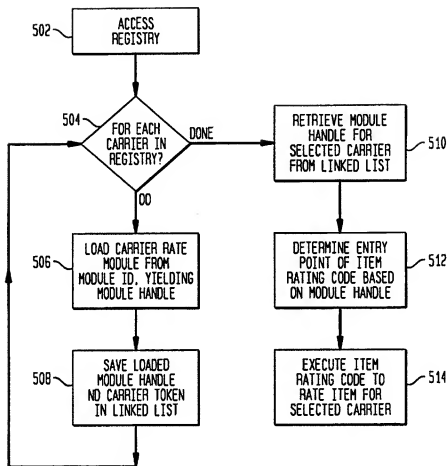 502
ACCESS
REGISTRY
504
FOR EACH
CARRIER IN
REGISTRY?
DONE
DO
506
LOAD CARRIER RATE
MODULE FROM
MODULE ID, YIELDING
MODULE HANDLE
508
SAVE LOADED
MODULE HANDLE
ND CARRIER TOKEN
IN LINKED LIST
RETRIEVE MODULE
HANDLE FOR
SELECTED CARRIER
FROM LINKED LIST
510
DETERMINE ENTRY
POINT OF ITEM
RATING CODE BASED
ON MODULE HANDLE
512
EXECUTE ITEM
RATING CODE TO
RATE ITEM FOR
SELECTED CARRIER
514